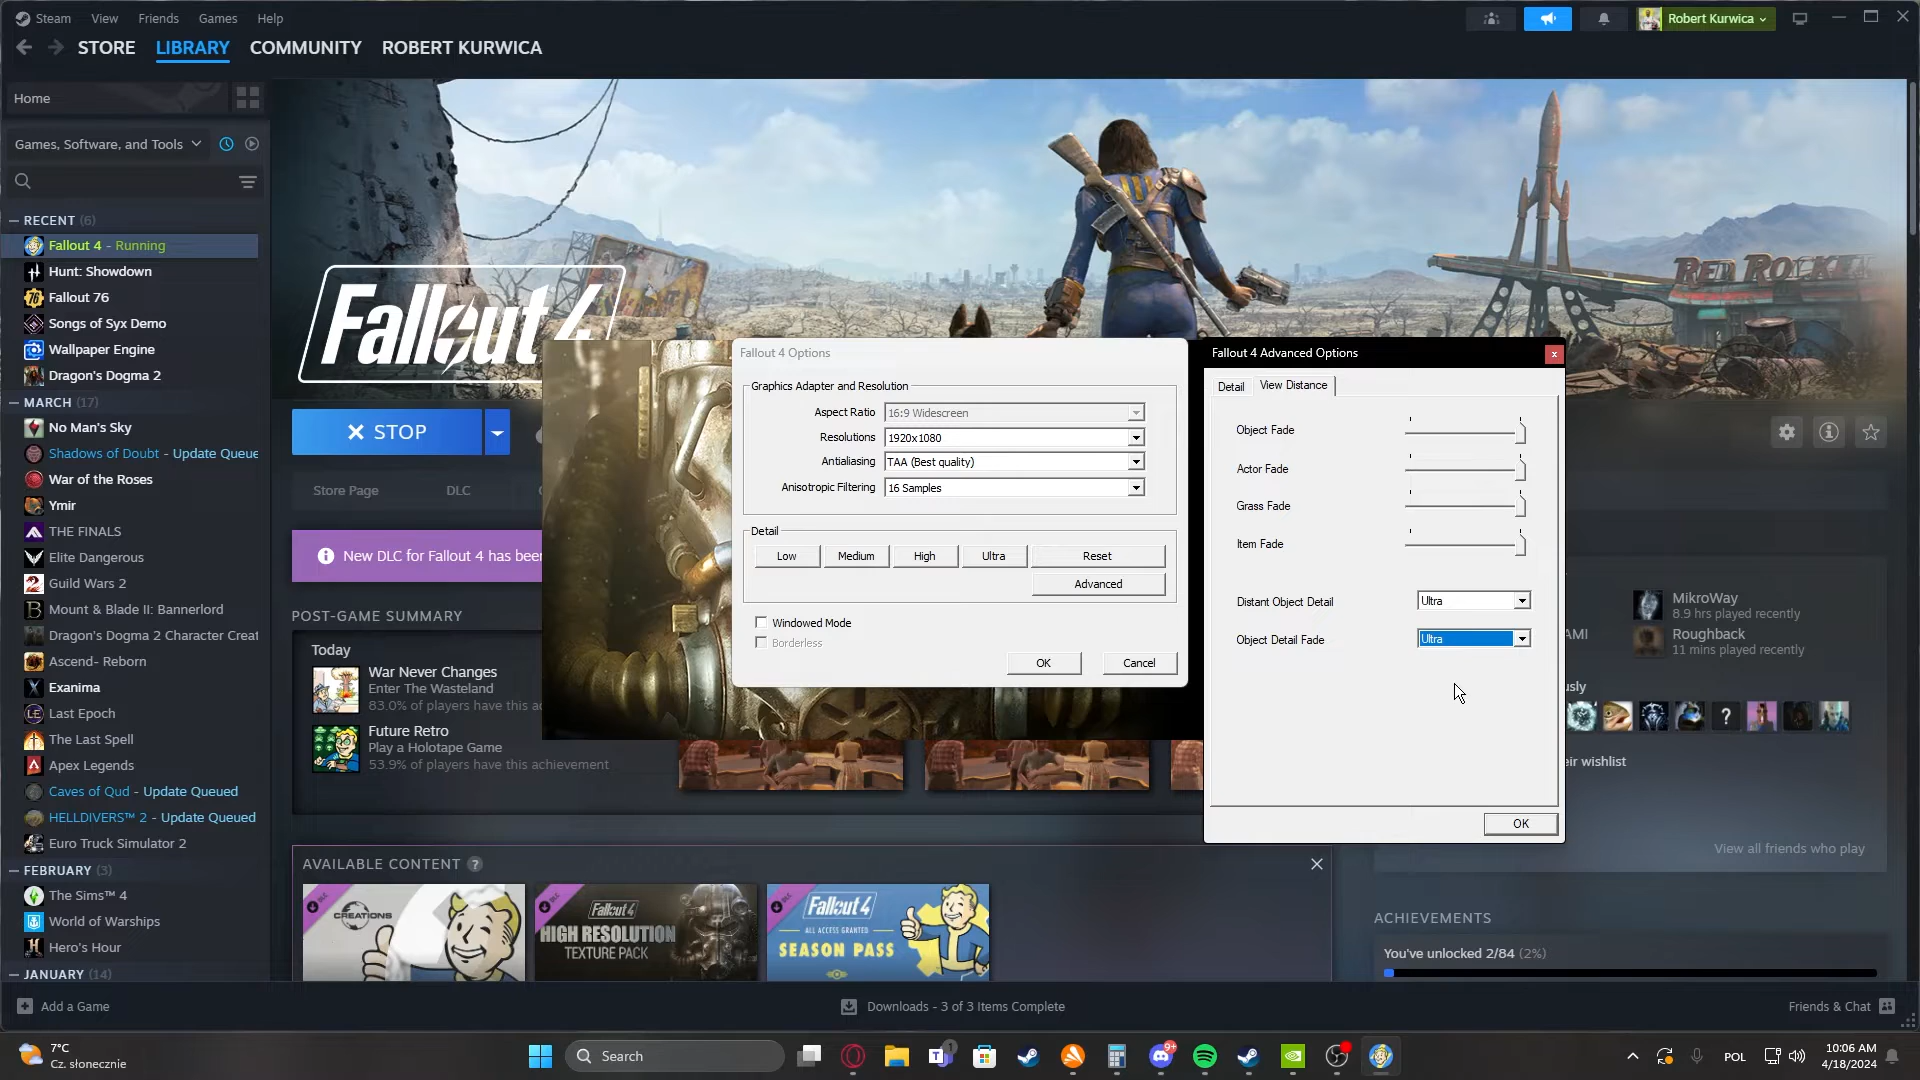 Steam View Friends Games Help
Robert Kurwica
STORE LIBRARY COMMUNITY ROBERT KURWICA
Home
Games, Software, and Tools
RECENT (6)
Fallout 4 - Running
Hunt: Showdown
Fallout 76
Songs of Syx Demo
Wallpaper Engine
Dragon's Dogma 2
MARCH (17)
No Man's Sky
Shadows of Doubt - Update Queue
War of the Roses
Ymir
THE FINALS
Elite Dangerous
Guild Wars 2
Mount & Blade II: Bannerlord
Dragon's Dogma 2 Character Creat
Ascend- Reborn
Exanima
Last Epoch
The Last Spell
Apex Legends
Caves of Qud - Update Queued
HELLDIVERS™ 2 - Update Queued
Euro Truck Simulator 2
FEBRUARY (3)
The Sims™ 4
World of Warships
Hero's Hour
JANUARY (14)
Fallout 4
RED ROCKE
STOP
Store Page DLC
New DLC for Fallout 4 has beer
POST-GAME SUMMARY
Today
War Never Changes
Enter The Wasteland
83.0% of players have this a
Future Retro
Play a Holotape Game
53.9% of players have this achievement
Fallout 4 Options
Graphics Adapter and Resolution
Aspect Ratio 16:9 Widescreen
Resolutions 1920x1080
Antialiasing TAA (Best quality)
Anisotropic Filtering 16 Samples
Detail
Low Medium High Ultra Reset
Advanced
Windowed Mode
Borderless
OK Cancel
Fallout 4 Advanced Options
x
Detail View Distance
Object Fade
Actor Fade
Grass Fade
Item Fade
Distant Object Detail Ultra
Object Detail Fade Ultra
OK
MikroWay
8.9 hrs played recently
AMI
Roughback
11 mins played recently
usly
?
eir wishlist
View all friends who play
AVAILABLE CONTENT ?
CREATIONS
Fallout 4
HIGH RESOLUTION
TEXTURE PACK
Fallout 4
ALL ACCESS GRANTED
SEASON PASS
ACHIEVEMENTS
You've unlocked 2/84 (2%)
Add a Game
Downloads - 3 of 3 Items Complete
Friends & Chat
7°C
Cz. słonecznie
Search
1
9+
POL
10:06 AM
4/18/2024